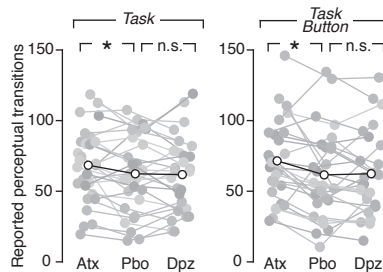 Task
Task
Button
150
100
50
0
Reported perceptual transitions
* n.s.
Atx Pbo Dpz
150
100
50
0
* n.s.
Atx Pbo Dpz